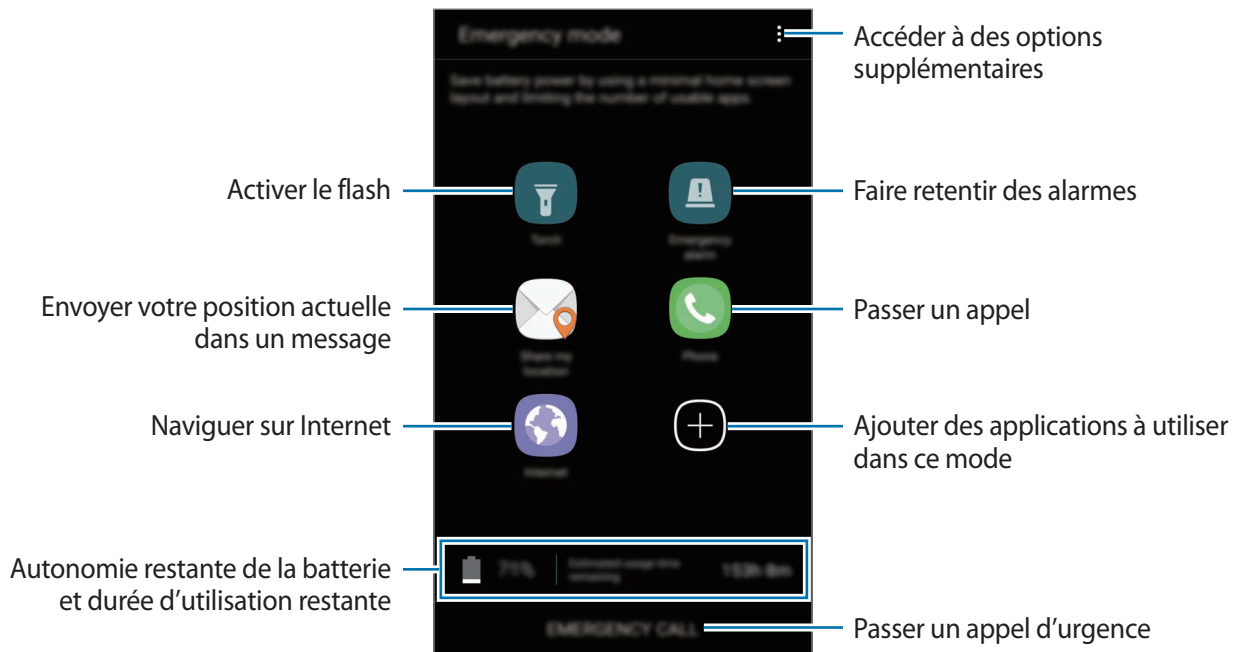 Emergency mode
Accéder à des options
supplémentaires
Save battery power by using a minimal home screen
layout and limiting the number of usable apps.
Activer le flash
Faire retentir des alarmes
Torch
Emergency
alarm
Envoyer votre position actuelle
dans un message
Passer un appel
Share my
location
Phone
Naviguer sur Internet
Ajouter des applications à utiliser
dans ce mode
Internet
Autonomie restante de la batterie
et durée d’utilisation restante
71%
Estimated usage time
remaining
153h 8m
EMERGENCY CALL
Passer un appel d’urgence